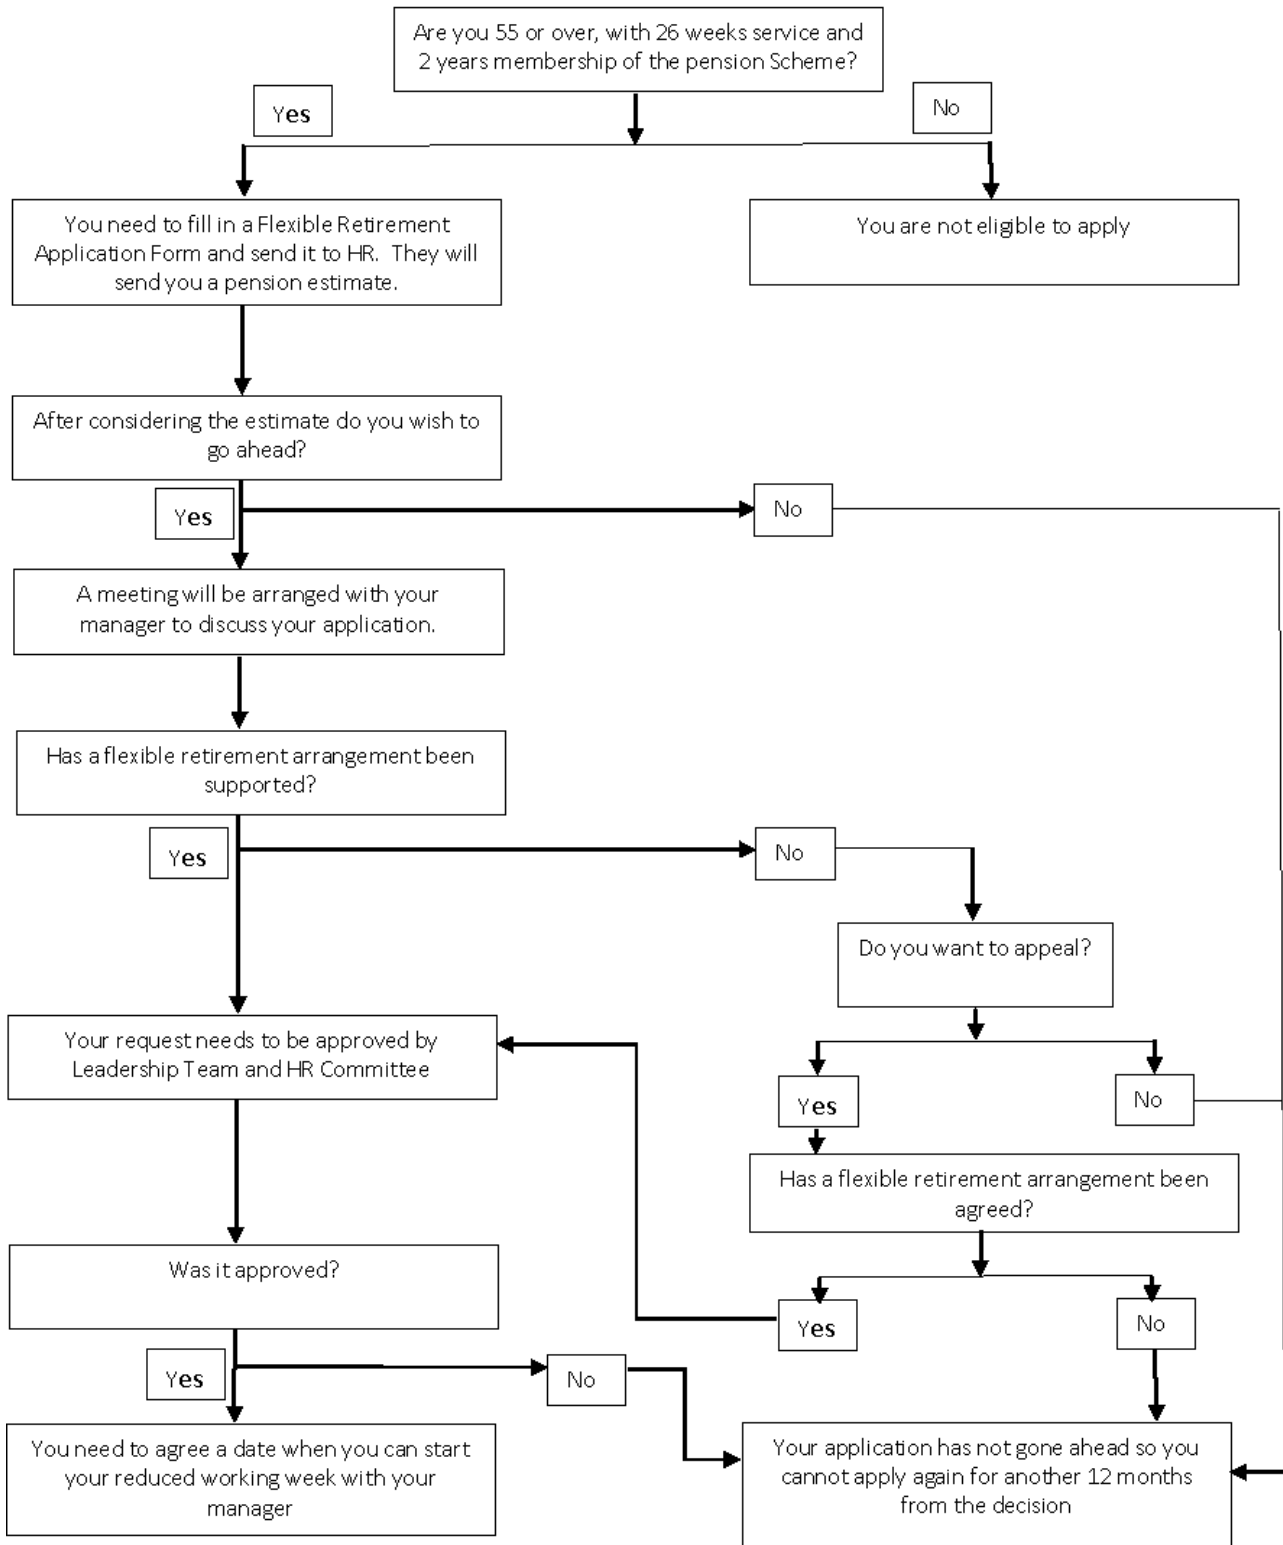 Are you 55 or over, with 26 weeks service and
2 years membership of the pension Scheme?
Yes
No
You need to fill in a Flexible Retirement
Application Form and send it to HR. They will
send you a pension estimate.
You are not eligible to apply
After considering the estimate do you wish to
go ahead?
Yes
No
A meeting will be arranged with your
manager to discuss your application.
Has a flexible retirement arrangement been
supported?
Yes
No
Do you want to appeal?
Your request needs to be approved by
Leadership Team and HR Committee
Yes
No
Has a flexible retirement arrangement been
agreed?
Was it approved?
Yes
No
Yes
No
You need to agree a date when you can start
your reduced working week with your
manager
Your application has not gone ahead so you
cannot apply again for another 12 months
from the decision